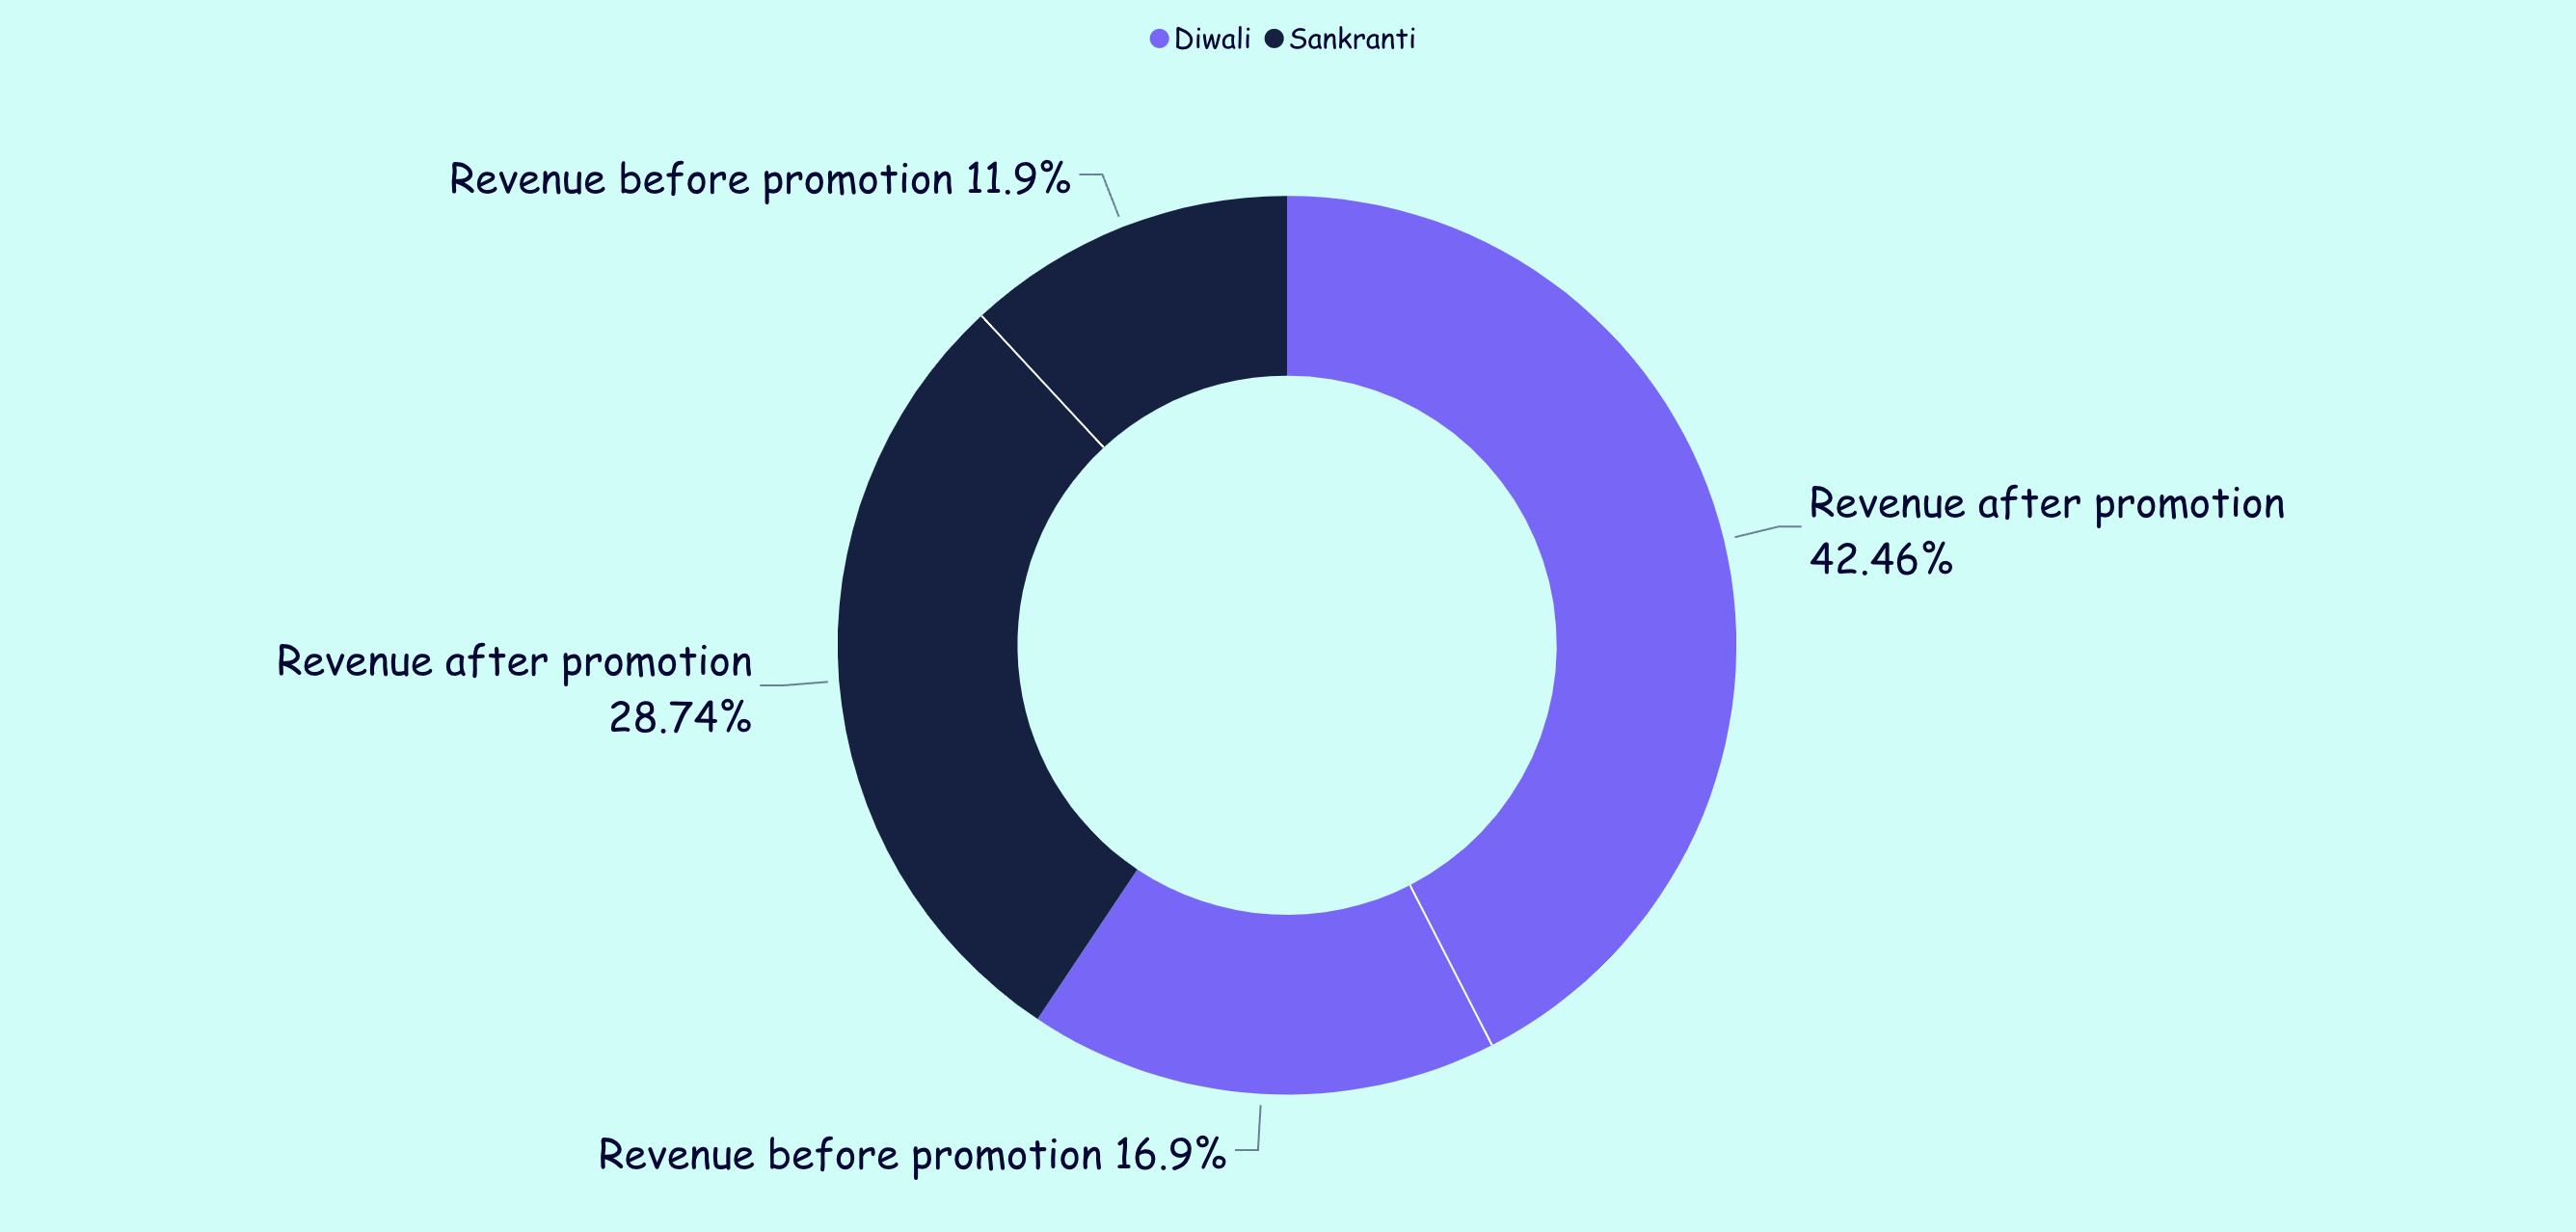 Diwali Sankranti
Revenue before promotion 11.9%
Revenue after promotion
42.46%
Revenue after promotion
28.74%
Revenue before promotion 16.9%